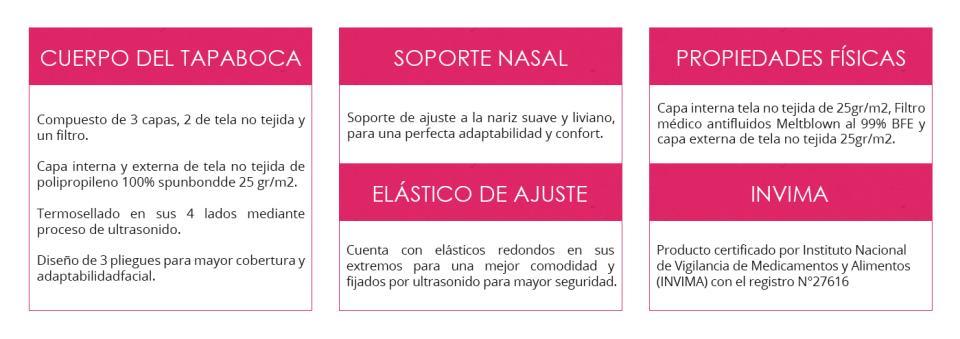 CUERPO DEL TAPABOCA
Compuesto de 3 capas, 2 de tela no tejida y
un filtro.
Capa interna y externa de tela no tejida de
polipropileno 100% spunbondde 25 gr/m2.
Termosellado en sus 4 lados mediante
proceso de ultrasonido.
Diseño de 3 pliegues para mayor cobertura y
adaptabilidadfacial.
SOPORTE NASAL
Soporte de ajuste a la nariz suave y liviano,
para una perfecta adaptabilidad y confort.
ELÁSTICO DE AJUSTE
Cuenta con elásticos redondos en sus
extremos para una mejor comodidad y
fijados por ultrasonido para mayor seguridad.
PROPIEDADES FÍSICAS
Capa interna tela no tejida de 25gr/m2, Filtro
médico antifluidos Meltblown al 99% BFE y
capa externa de tela no tejida 25gr/m2.
INVIMA
Producto certificado por Instituto Nacional
de Vigilancia de Medicamentos y Alimentos
(INVIMA) con el registro N°27616